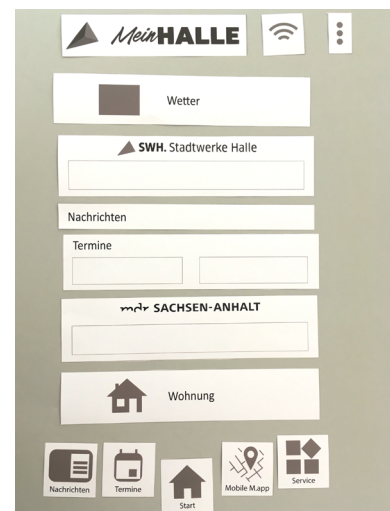 MeinHALLE
Wetter
SWH. Stadtwerke Halle
Nachrichten
Termine
mdr SACHSEN-ANHALT
Wohnung
Nachrichten
Termine
Start
Mobile M.app
Service